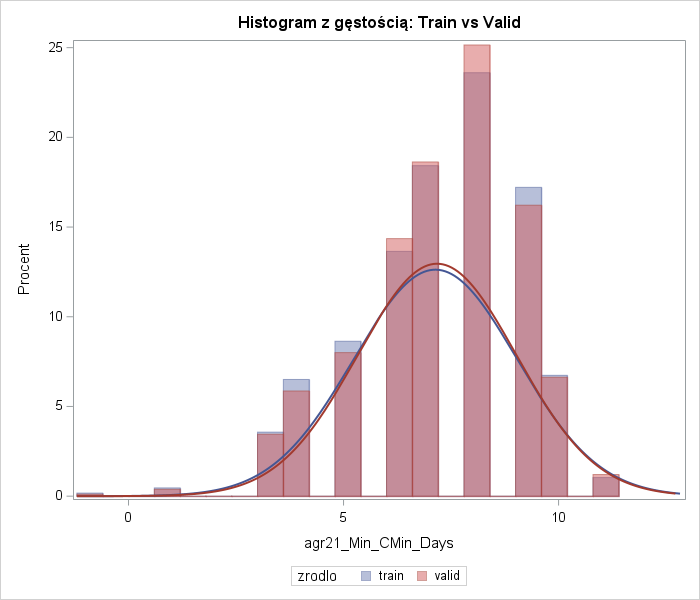 Histogram z gęstością: Train vs Valid
25
20
15
10
5
0
Procent
0 5 10
agr21_Min_CMin_Days
zrodlo train valid